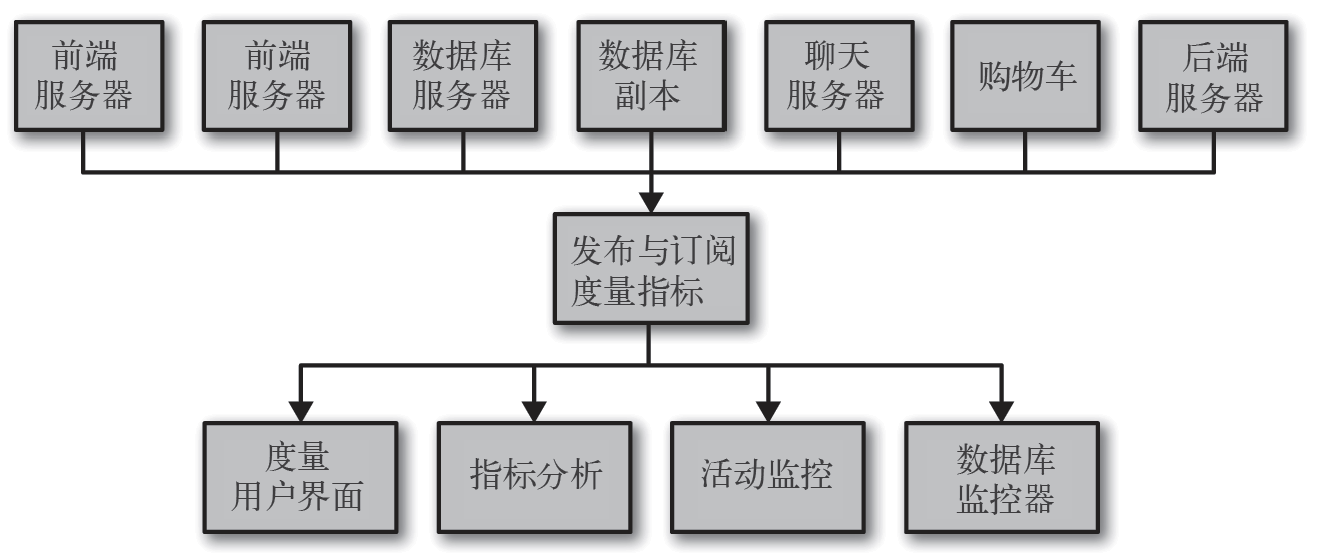 前端
服务器
前端
服务器
数据库
服务器
数据库
副本
聊天
服务器
购物车
后端
服务器
发布与订阅
度量指标
度量
用户界面
指标分析
活动监控
数据库
监控器